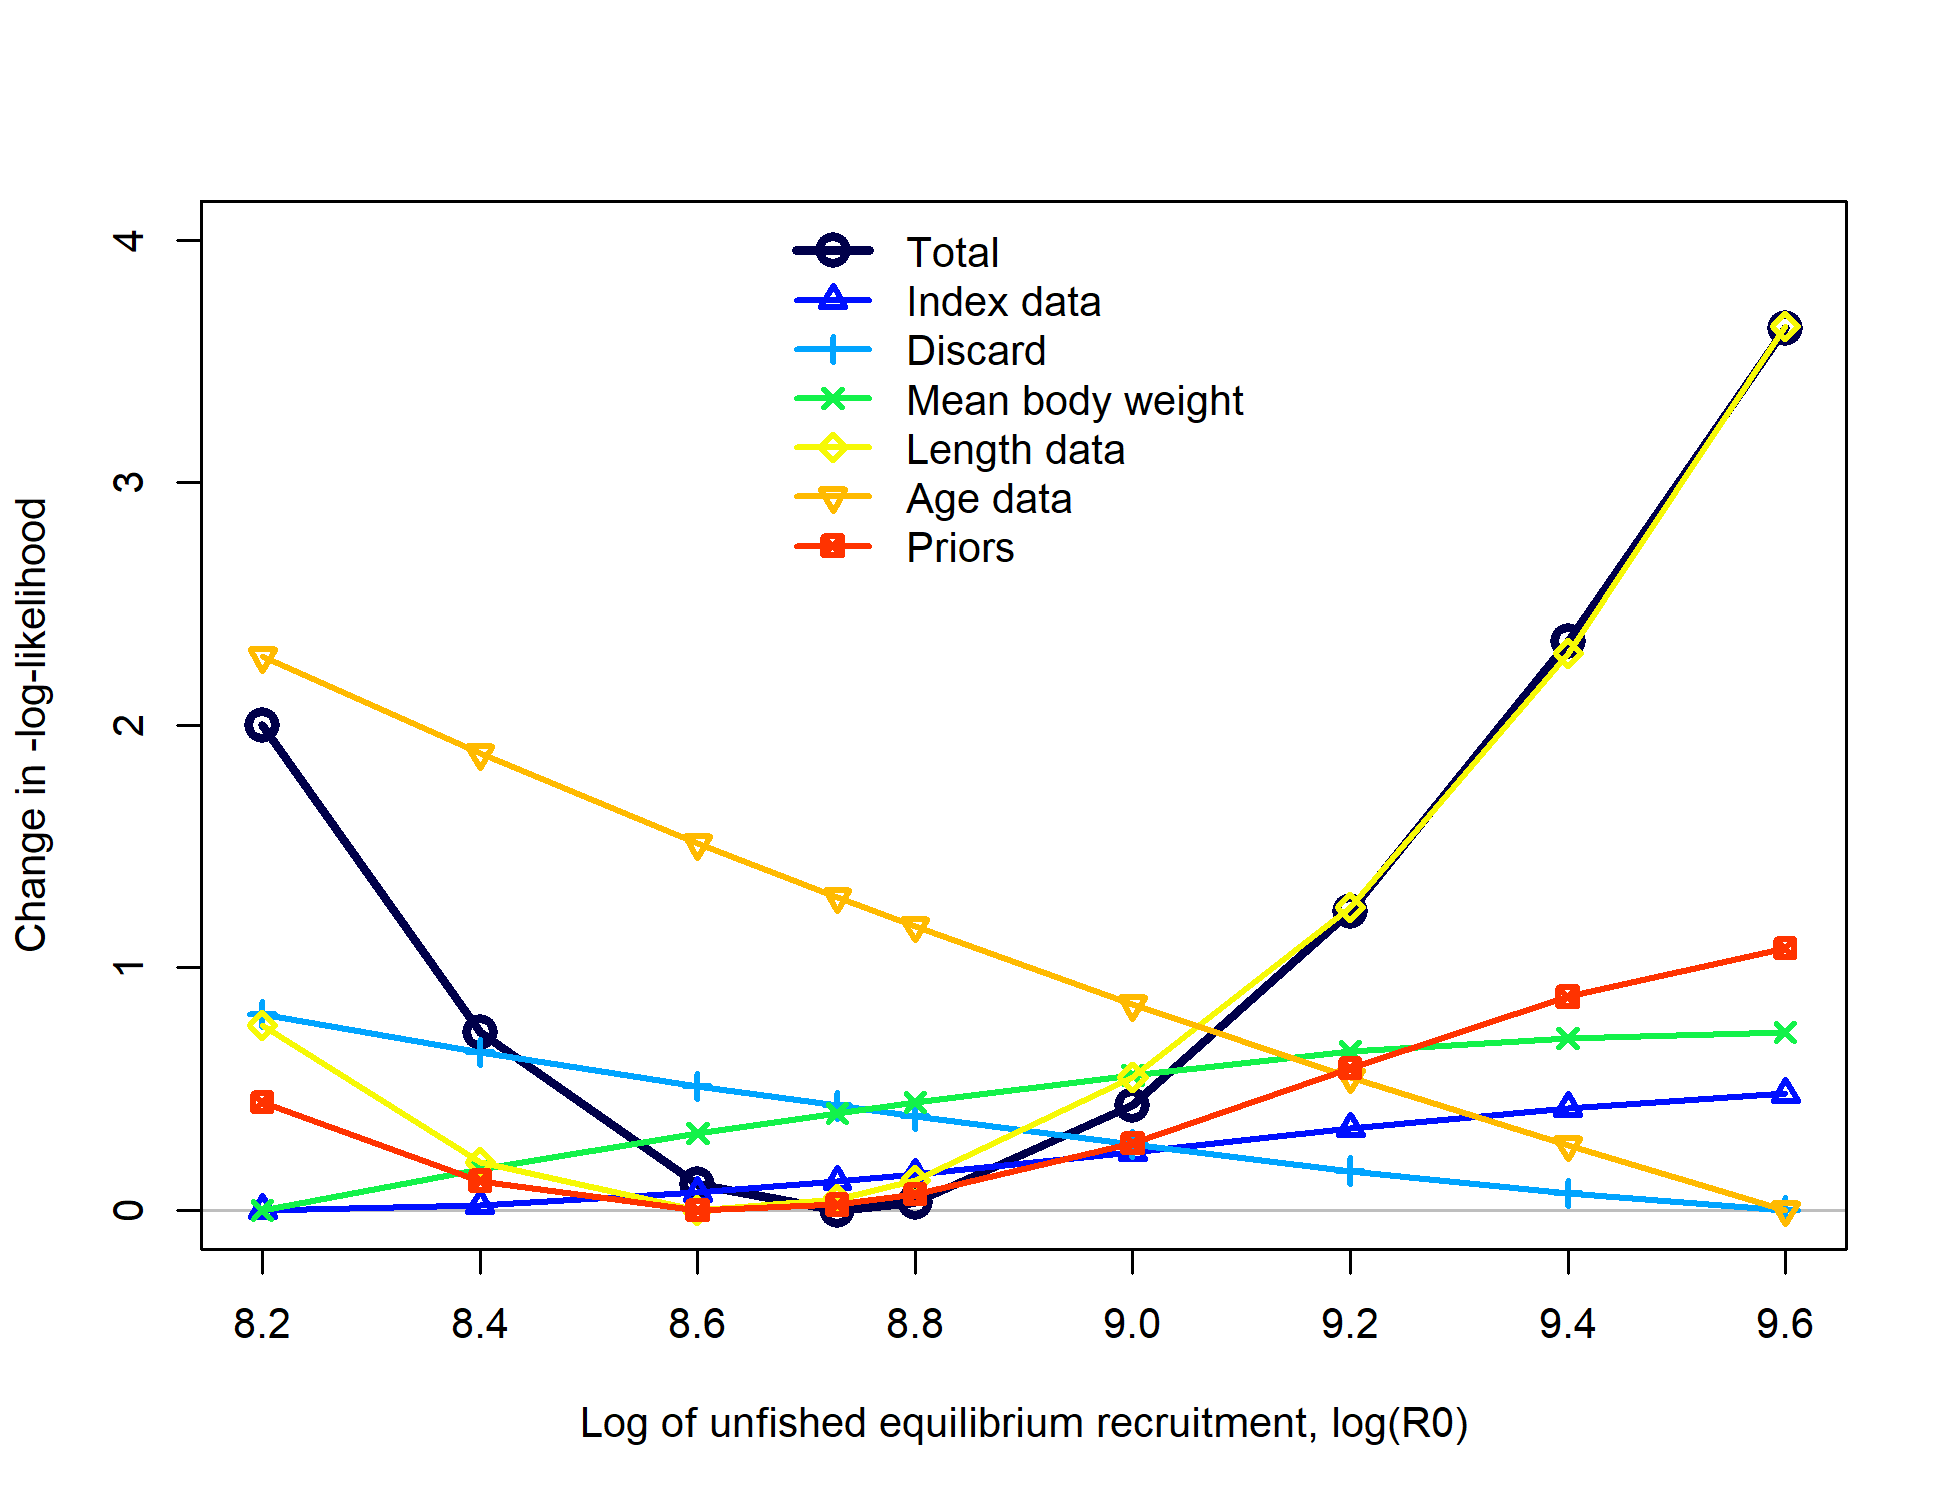 Total
Index data
Discard
Mean body weight
Length data
Age data
Priors
Change in -log-likelihood
4
3
2
1
0
8.2 8.4 8.6 8.8 9.0 9.2 9.4 9.6
Log of unfished equilibrium recruitment, log(R0)